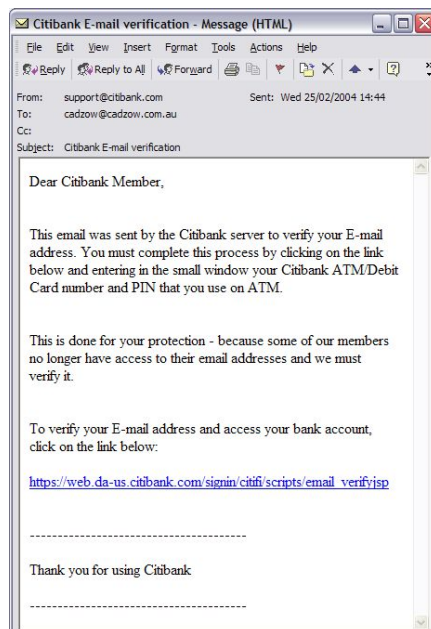 Citibank E-mail verification - Message (HTML)
File Edit View Insert Format Tools Actions Help
Reply Reply to All Forward
From: support@citibank.com Sent: Wed 25/02/2004 14:44
To: cadzow@cadzow.com.au
Cc:
Subject: Citibank E-mail verification
Dear Citibank Member,
This email was sent by the Citibank server to verify your E-mail
address. You must complete this process by clicking on the link
below and entering in the small window your Citibank ATM/Debit
Card number and PIN that you use on ATM.
This is done for your protection - because some of our members
no longer have access to their email addresses and we must
verify it.
To verify your E-mail address and access your bank account,
click on the link below:
https://web.da-us.citibank.com/signin/citifi/scripts/email_verifyjsp
---------------------------------------
Thank you for using Citibank
---------------------------------------